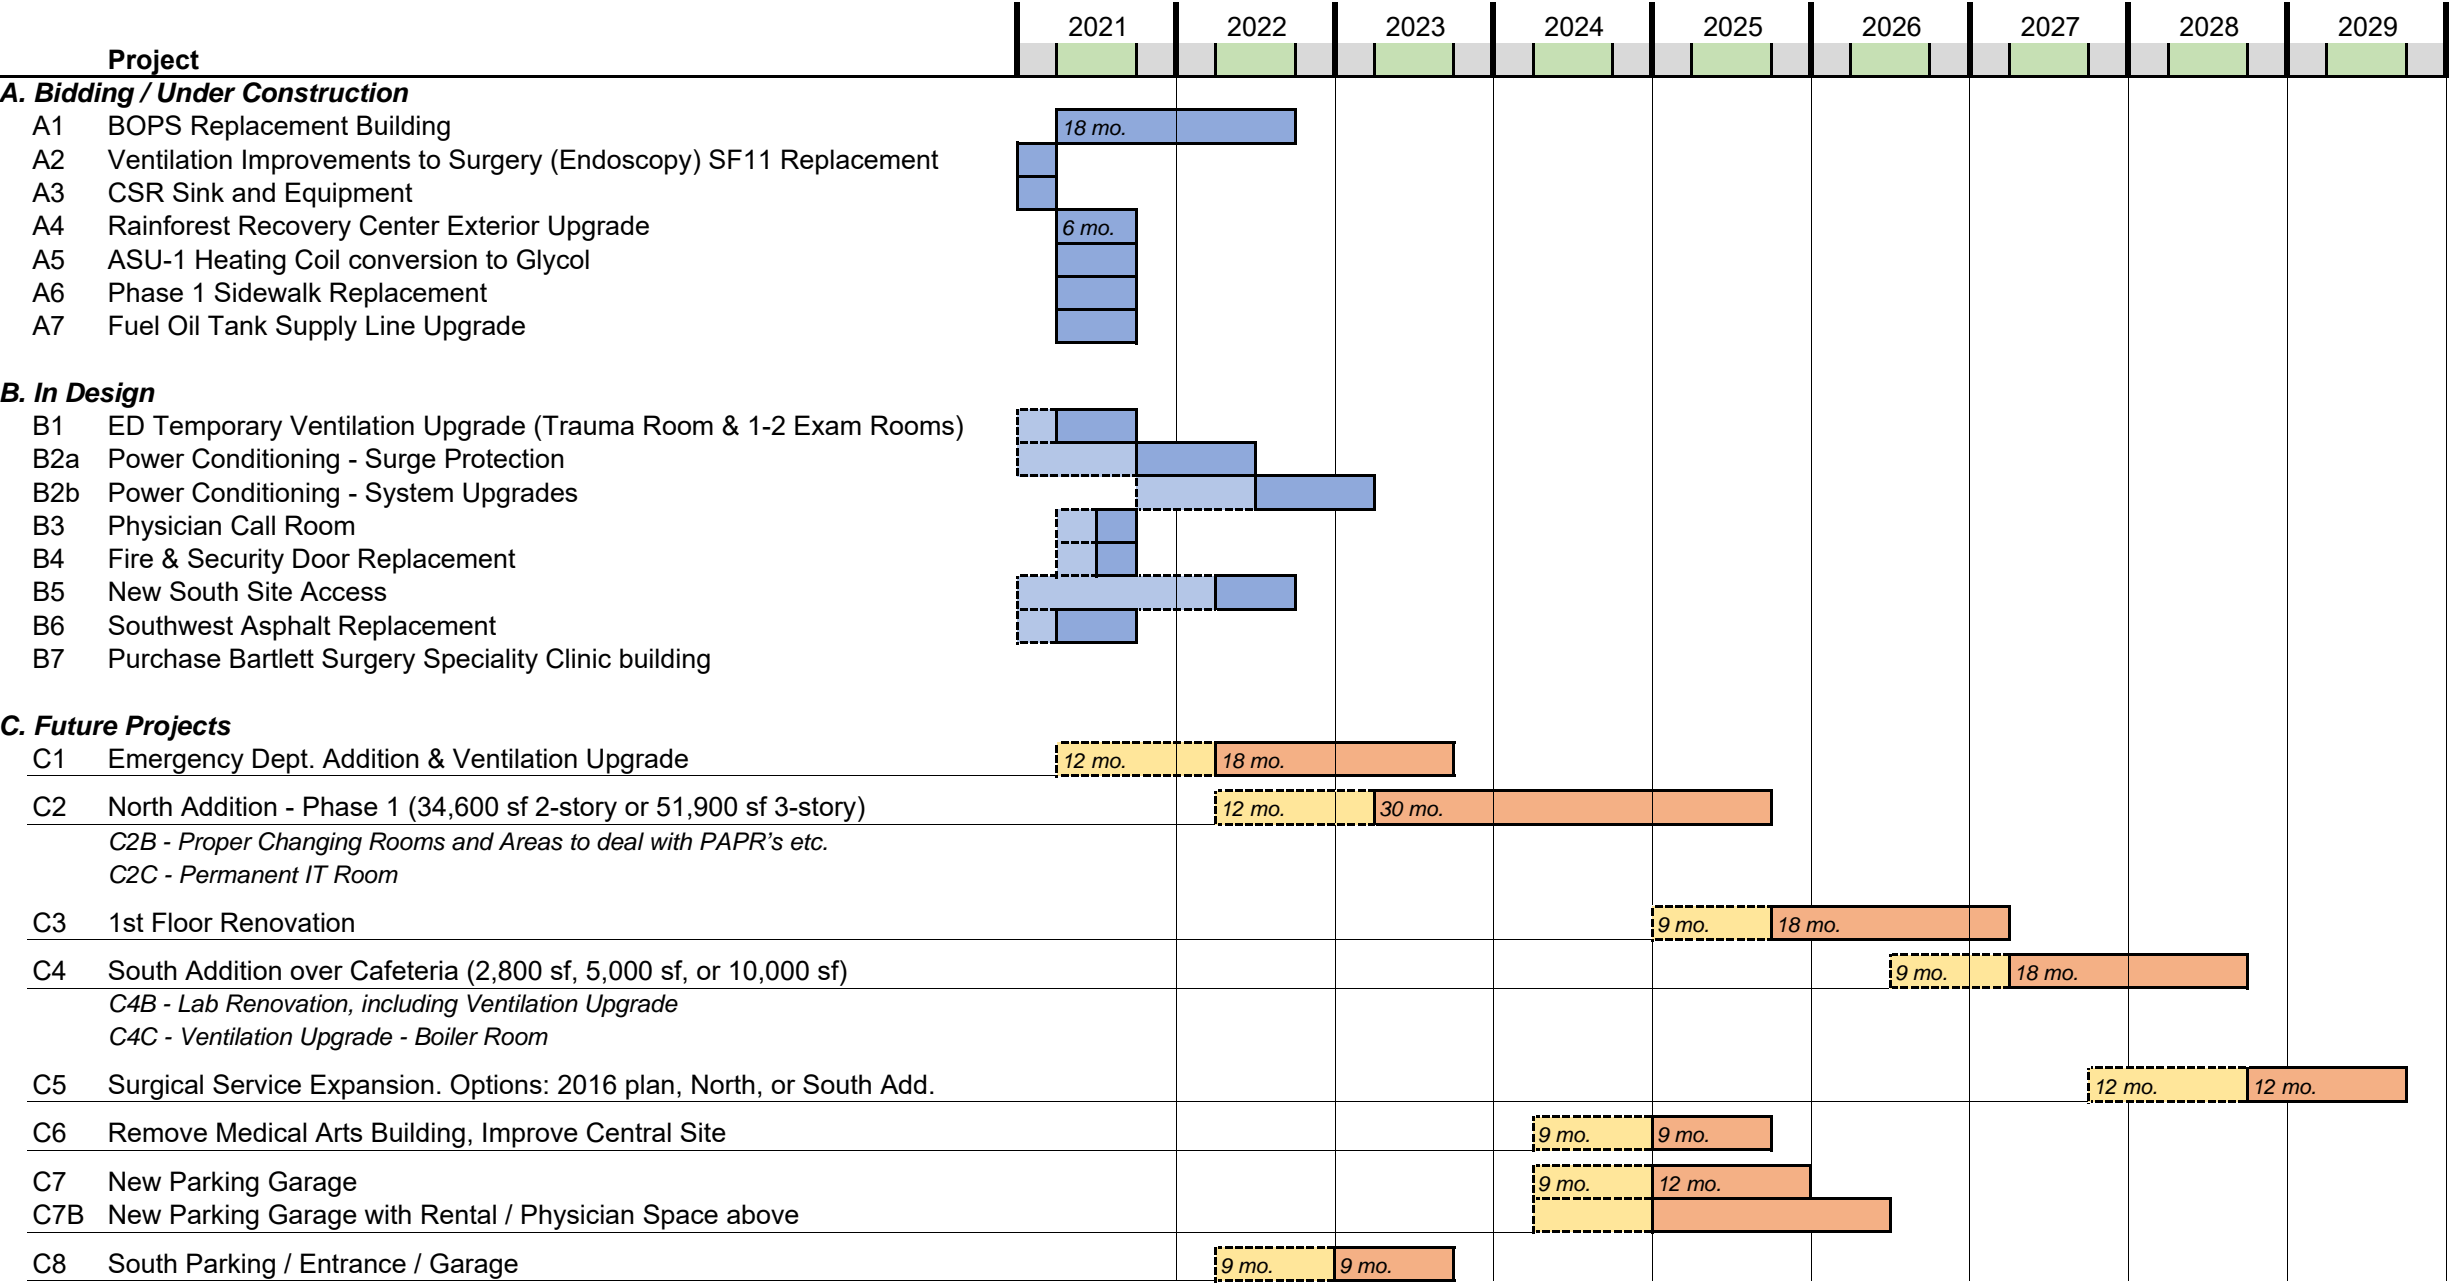 2021 2022 2023 2024 2025 2026 2027 2028 2029
Project
A. Bidding / Under Construction
A1 BOPS Replacement Building 18 mo.
A2 Ventilation Improvements to Surgery (Endoscopy) SF11 Replacement
A3 CSR Sink and Equipment
A4 Rainforest Recovery Center Exterior Upgrade 6 mo.
A5 ASU-1 Heating Coil conversion to Glycol
A6 Phase 1 Sidewalk Replacement
A7 Fuel Oil Tank Supply Line Upgrade
B. In Design
B1 ED Temporary Ventilation Upgrade (Trauma Room & 1-2 Exam Rooms)
B2a Power Conditioning - Surge Protection
B2b Power Conditioning - System Upgrades
B3 Physician Call Room
B4 Fire & Security Door Replacement
B5 New South Site Access
B6 Southwest Asphalt Replacement
B7 Purchase Bartlett Surgery Speciality Clinic building
C. Future Projects
C1 Emergency Dept. Addition & Ventilation Upgrade 12 mo. 18 mo.
C2 North Addition - Phase 1 (34,600 sf 2-story or 51,900 sf 3-story) 12 mo. 30 mo.
C2B - Proper Changing Rooms and Areas to deal with PAPR’s etc.
C2C - Permanent IT Room
C3 1st Floor Renovation 9 mo. 18 mo.
C4 South Addition over Cafeteria (2,800 sf, 5,000 sf, or 10,000 sf) 9 mo. 18 mo.
C4B - Lab Renovation, including Ventilation Upgrade
C4C - Ventilation Upgrade - Boiler Room
C5 Surgical Service Expansion. Options: 2016 plan, North, or South Add. 12 mo. 12 mo.
C6 Remove Medical Arts Building, Improve Central Site 9 mo. 9 mo.
C7 New Parking Garage 9 mo. 12 mo.
C7B New Parking Garage with Rental / Physician Space above
C8 South Parking / Entrance / Garage 9 mo. 9 mo.